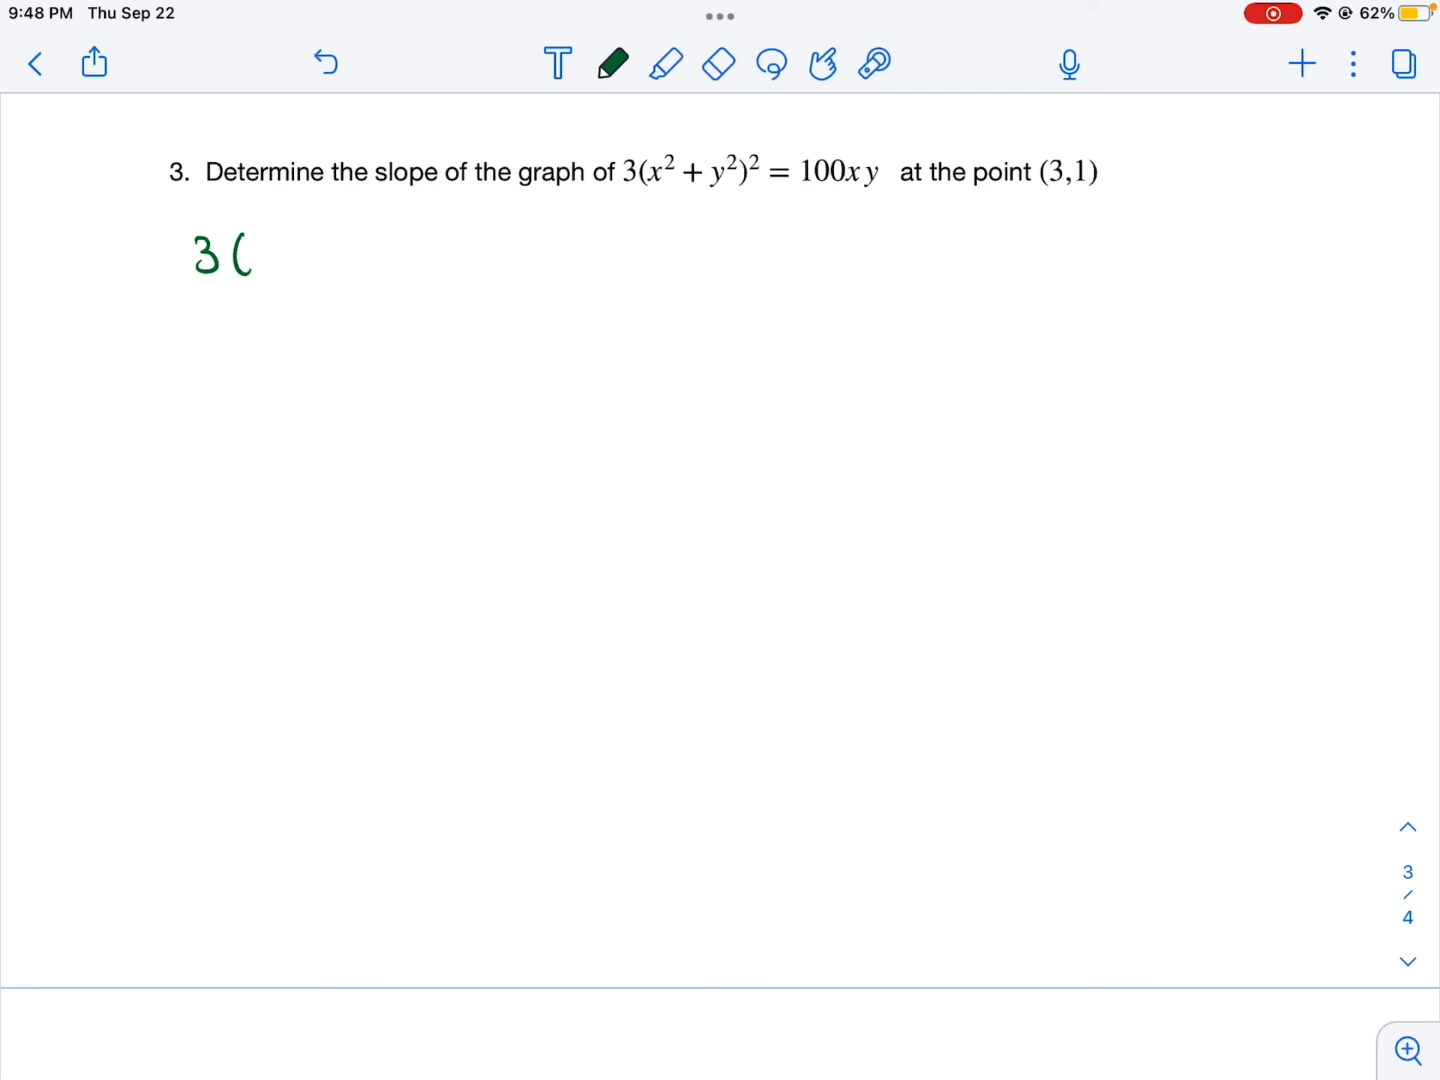 9:48 PM Thu Sep 22
62%
T
3. Determine the slope of the graph of 3(x² + y²)² = 100xy at the point (3,1)
3 (
3
/
4